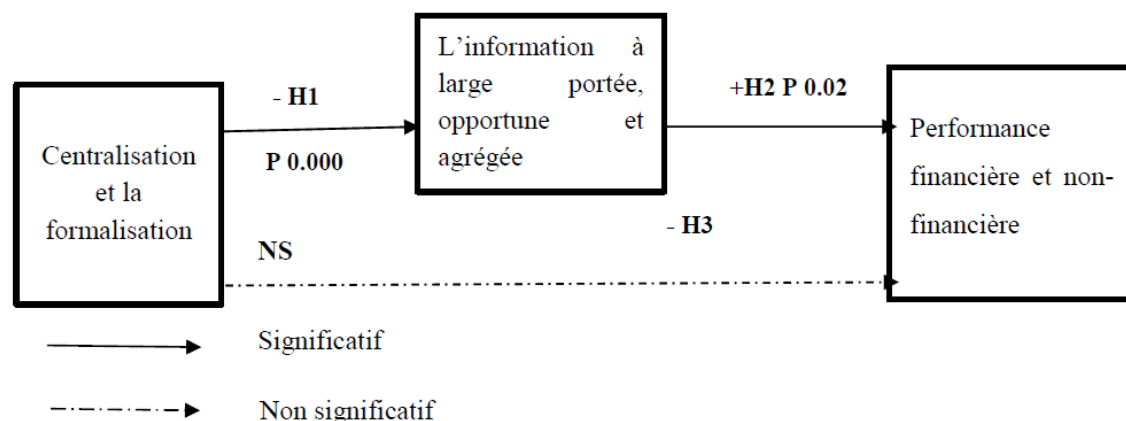 L'information à
large portée,
opportune et
agrégée
- H1
P 0.000
+H2 P 0.02
Centralisation
et la
formalisation
Performance
financière et non-
financière
- H3
NS
Significatif
Non significatif